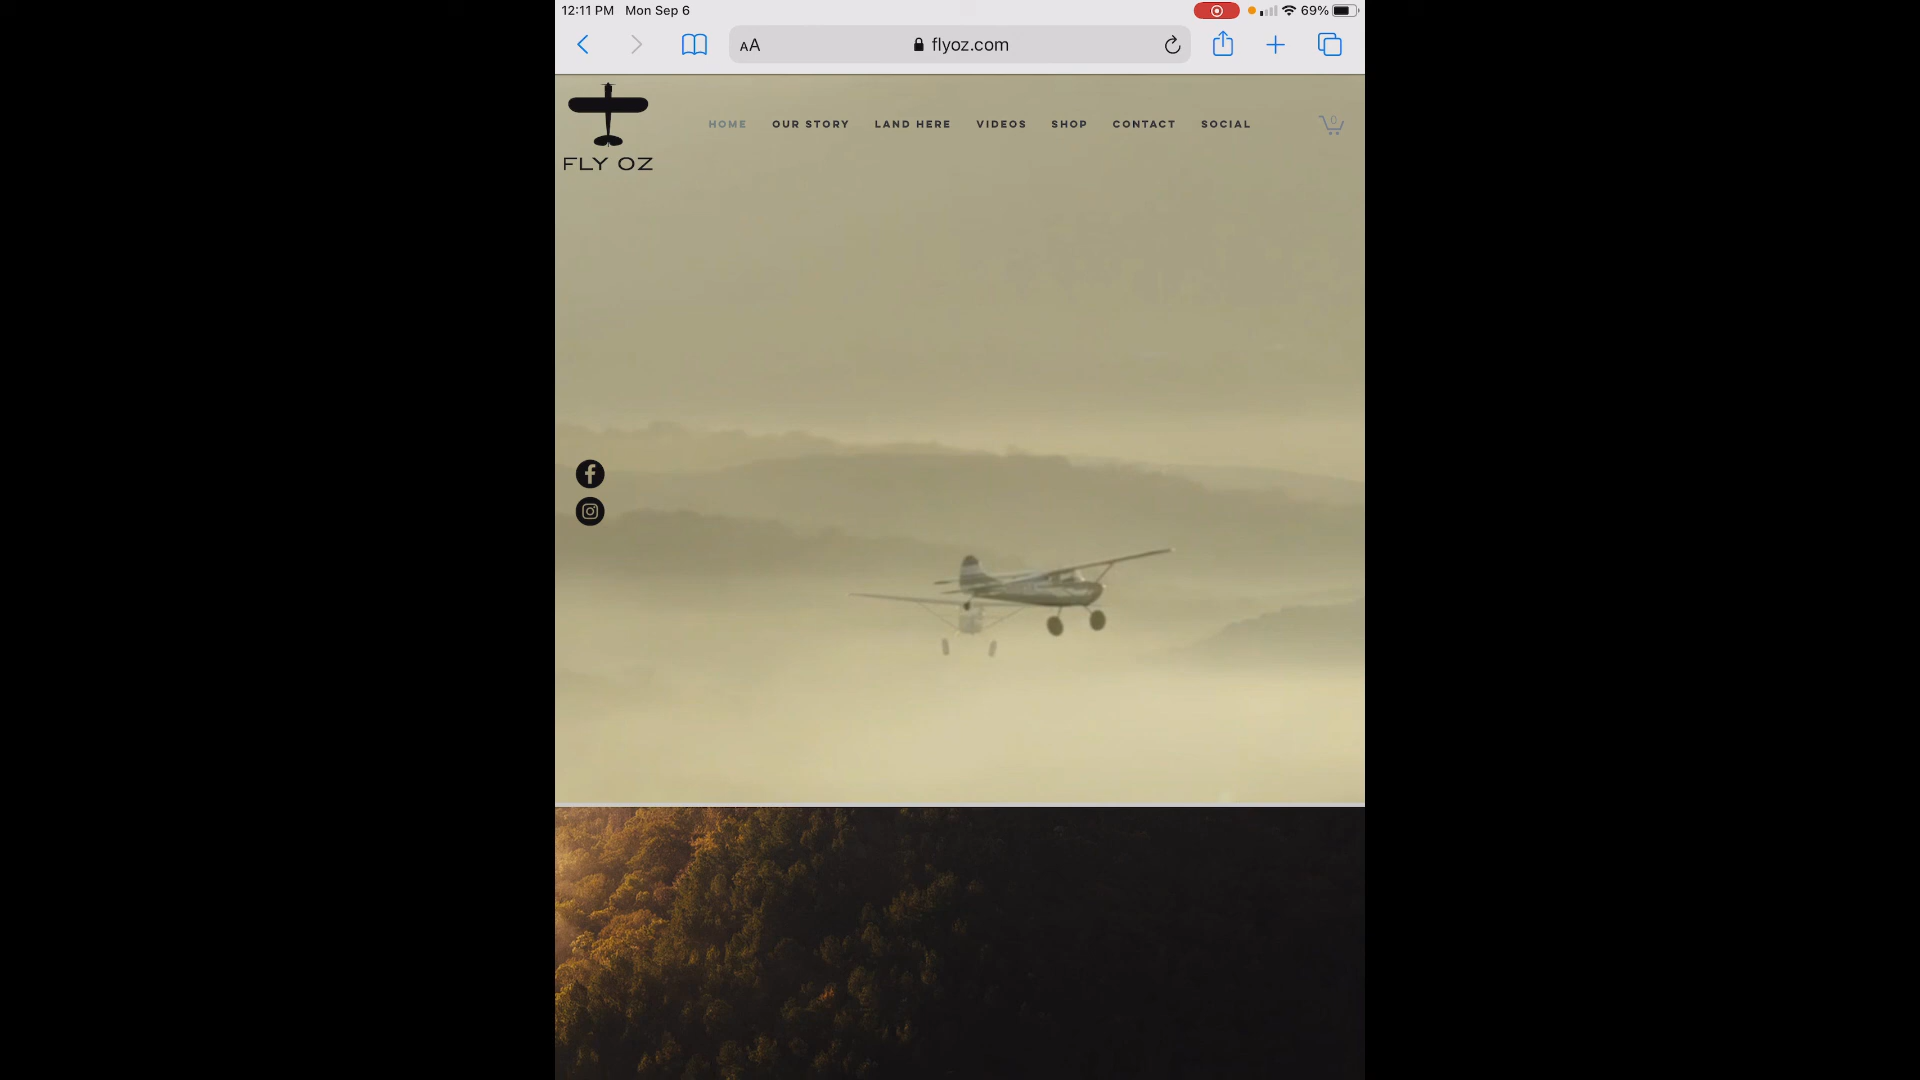 12:11 PM Mon Sep 6
69%
AA
flyoz.com
FLY OZ
HOME OUR STORY LAND HERE VIDEOS SHOP CONTACT SOCIAL
0